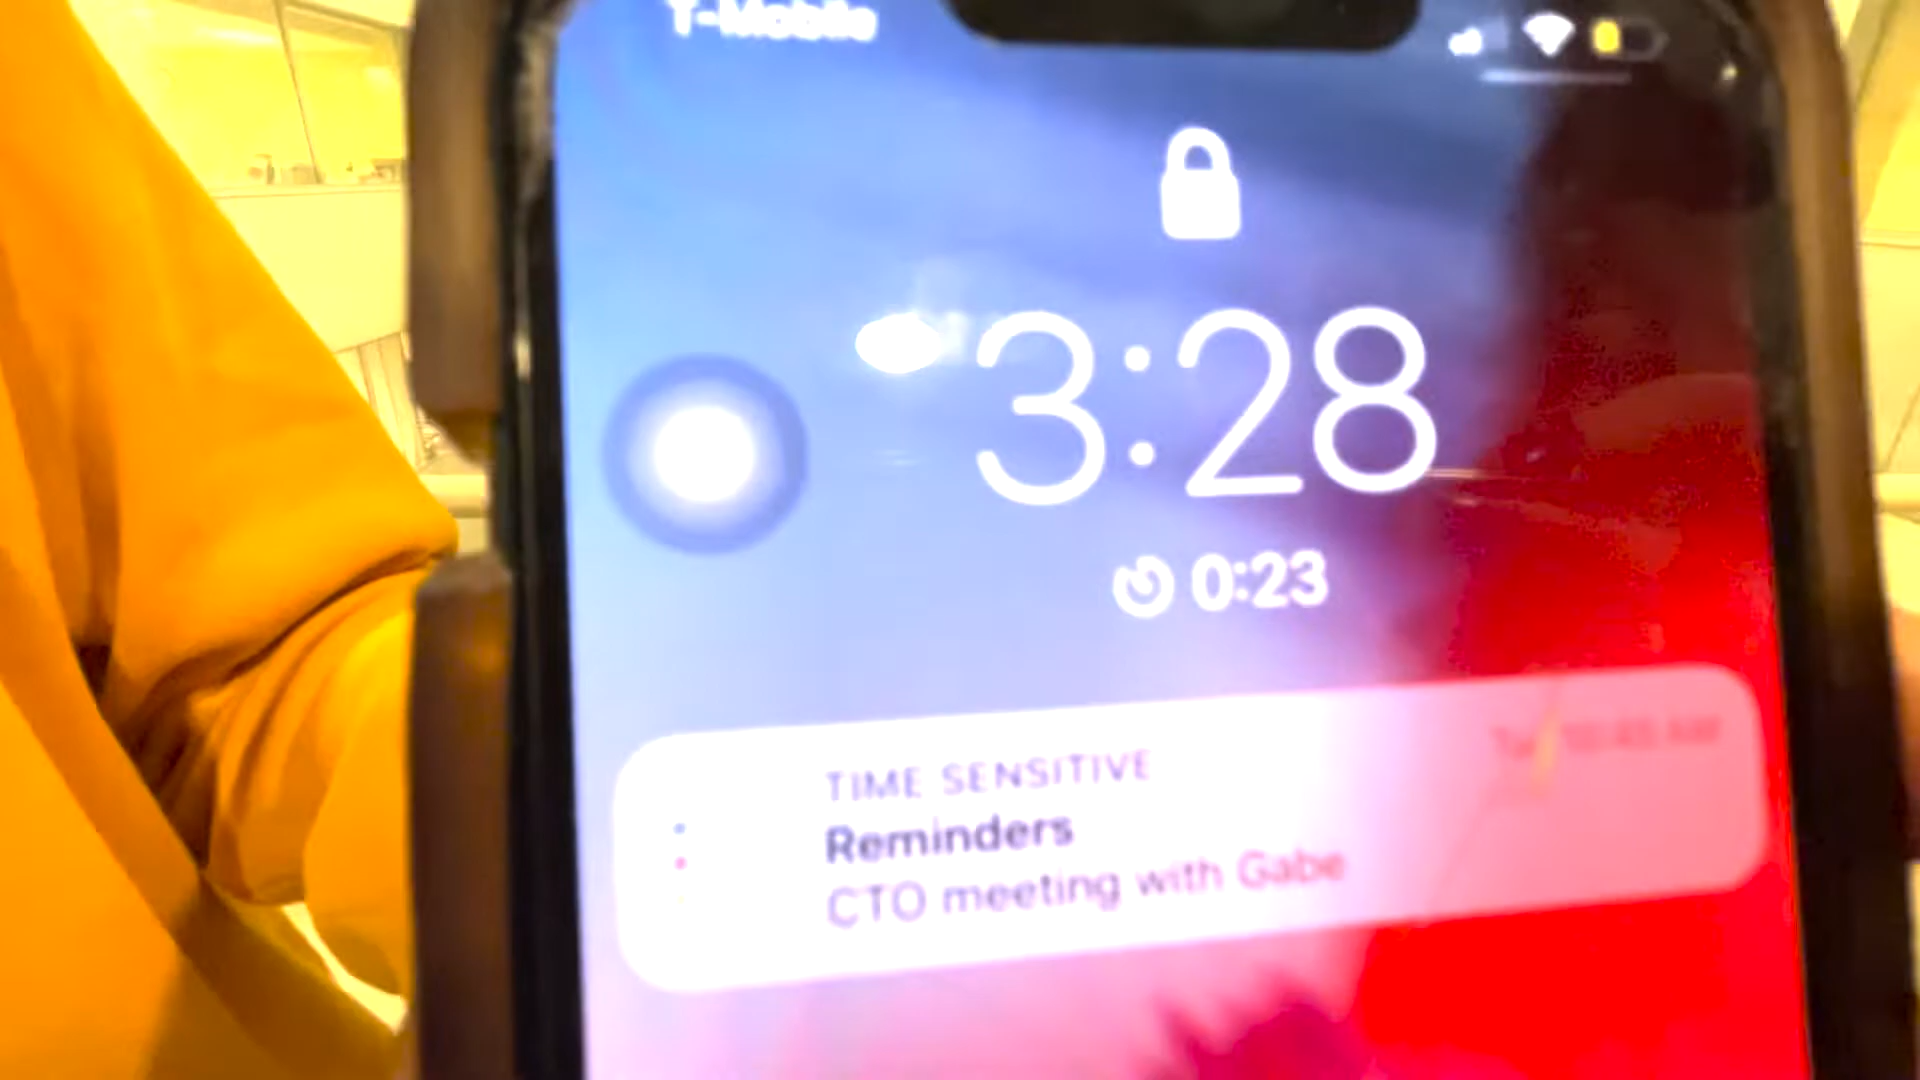 T-Mobile
3:28
0:23
TIME SENSITIVE
Reminders
CTO meeting with Gabe